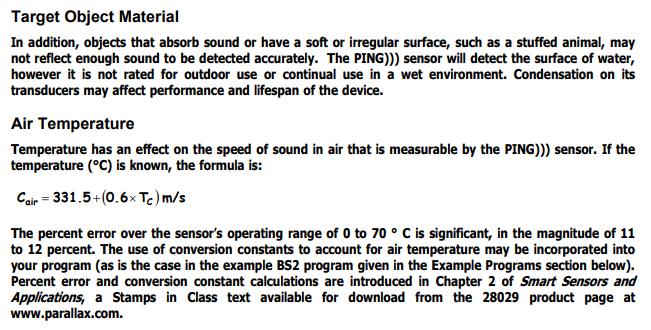 Target Object Material
In addition, objects that absorb sound or have a soft or irregular surface, such as a stuffed animal, may
not reflect enough sound to be detected accurately. The PING))) sensor will detect the surface of water,
however it is not rated for outdoor use or continual use in a wet environment. Condensation on its
transducers may affect performance and lifespan of the device.
Air Temperature
Temperature has an effect on the speed of sound in air that is measurable by the PING))) sensor. If the
temperature (°C) is known, the formula is:
Cair = 331.5+(0.6× TC) m/s
The percent error over the sensor's operating range of 0 to 70 ° C is significant, in the magnitude of 11
to 12 percent. The use of conversion constants to account for air temperature may be incorporated into
your program (as is the case in the example BS2 program given in the Example Programs section below).
Percent error and conversion constant calculations are introduced in Chapter 2 of Smart Sensors and
Applications, a Stamps in Class text available for download from the 28029 product page at
www.parallax.com.